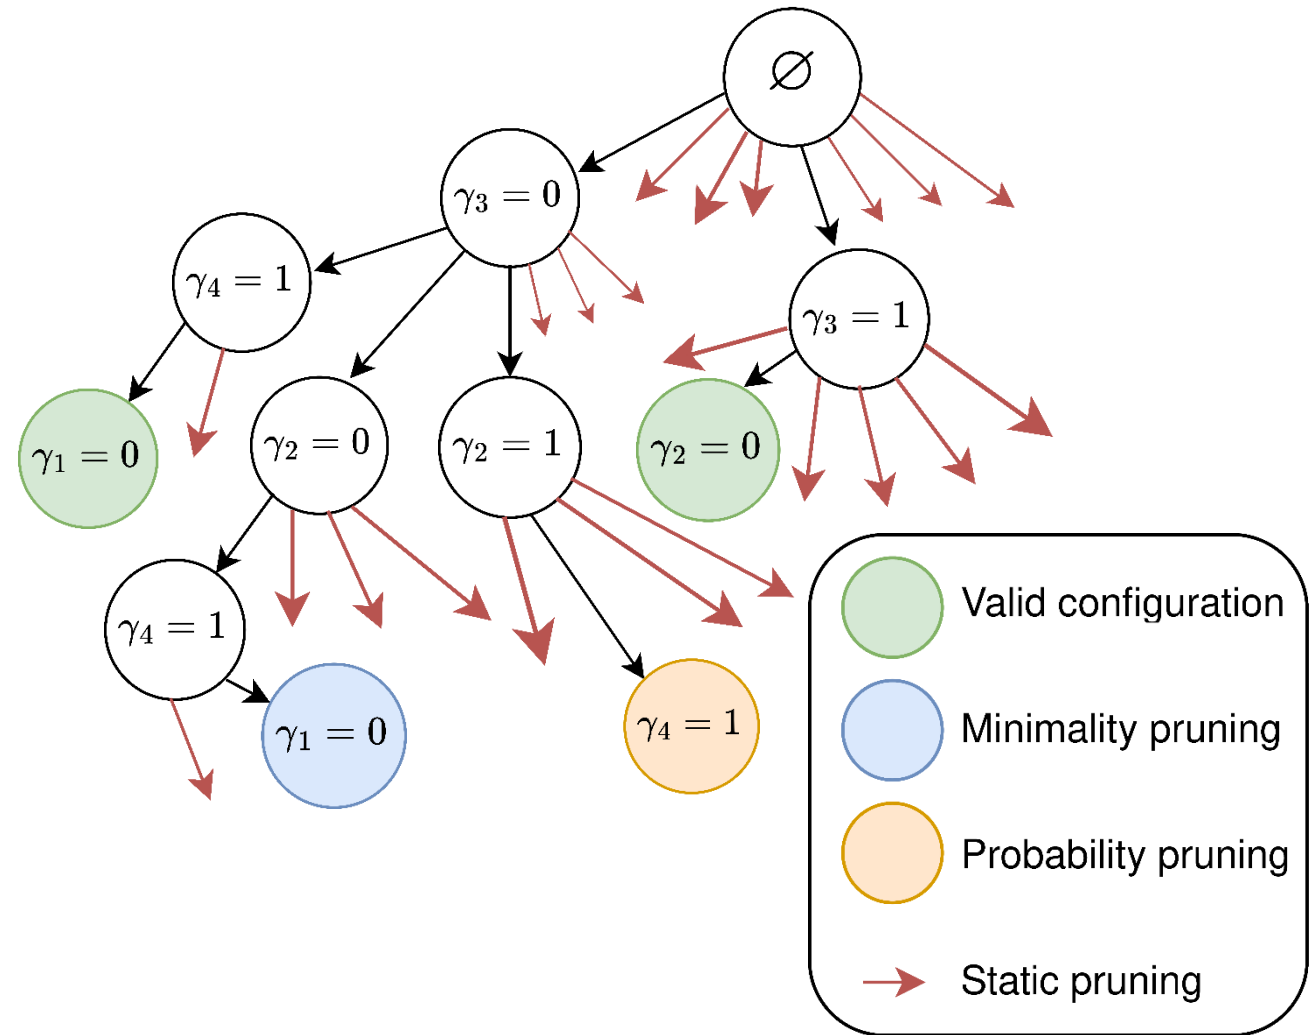 ∅
γ₃ = 0
γ₄ = 1
γ₃ = 1
γ₁ = 0
γ₂ = 0
γ₂ = 1
γ₂ = 0
γ₄ = 1
γ₁ = 0
γ₄ = 1
Valid configuration
Minimality pruning
Probability pruning
Static pruning